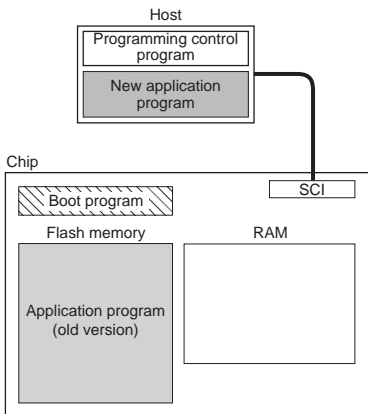 Host
Programming control
program
New application
program
Chip
SCI
Boot program
Flash memory
RAM
Application program
(old version)